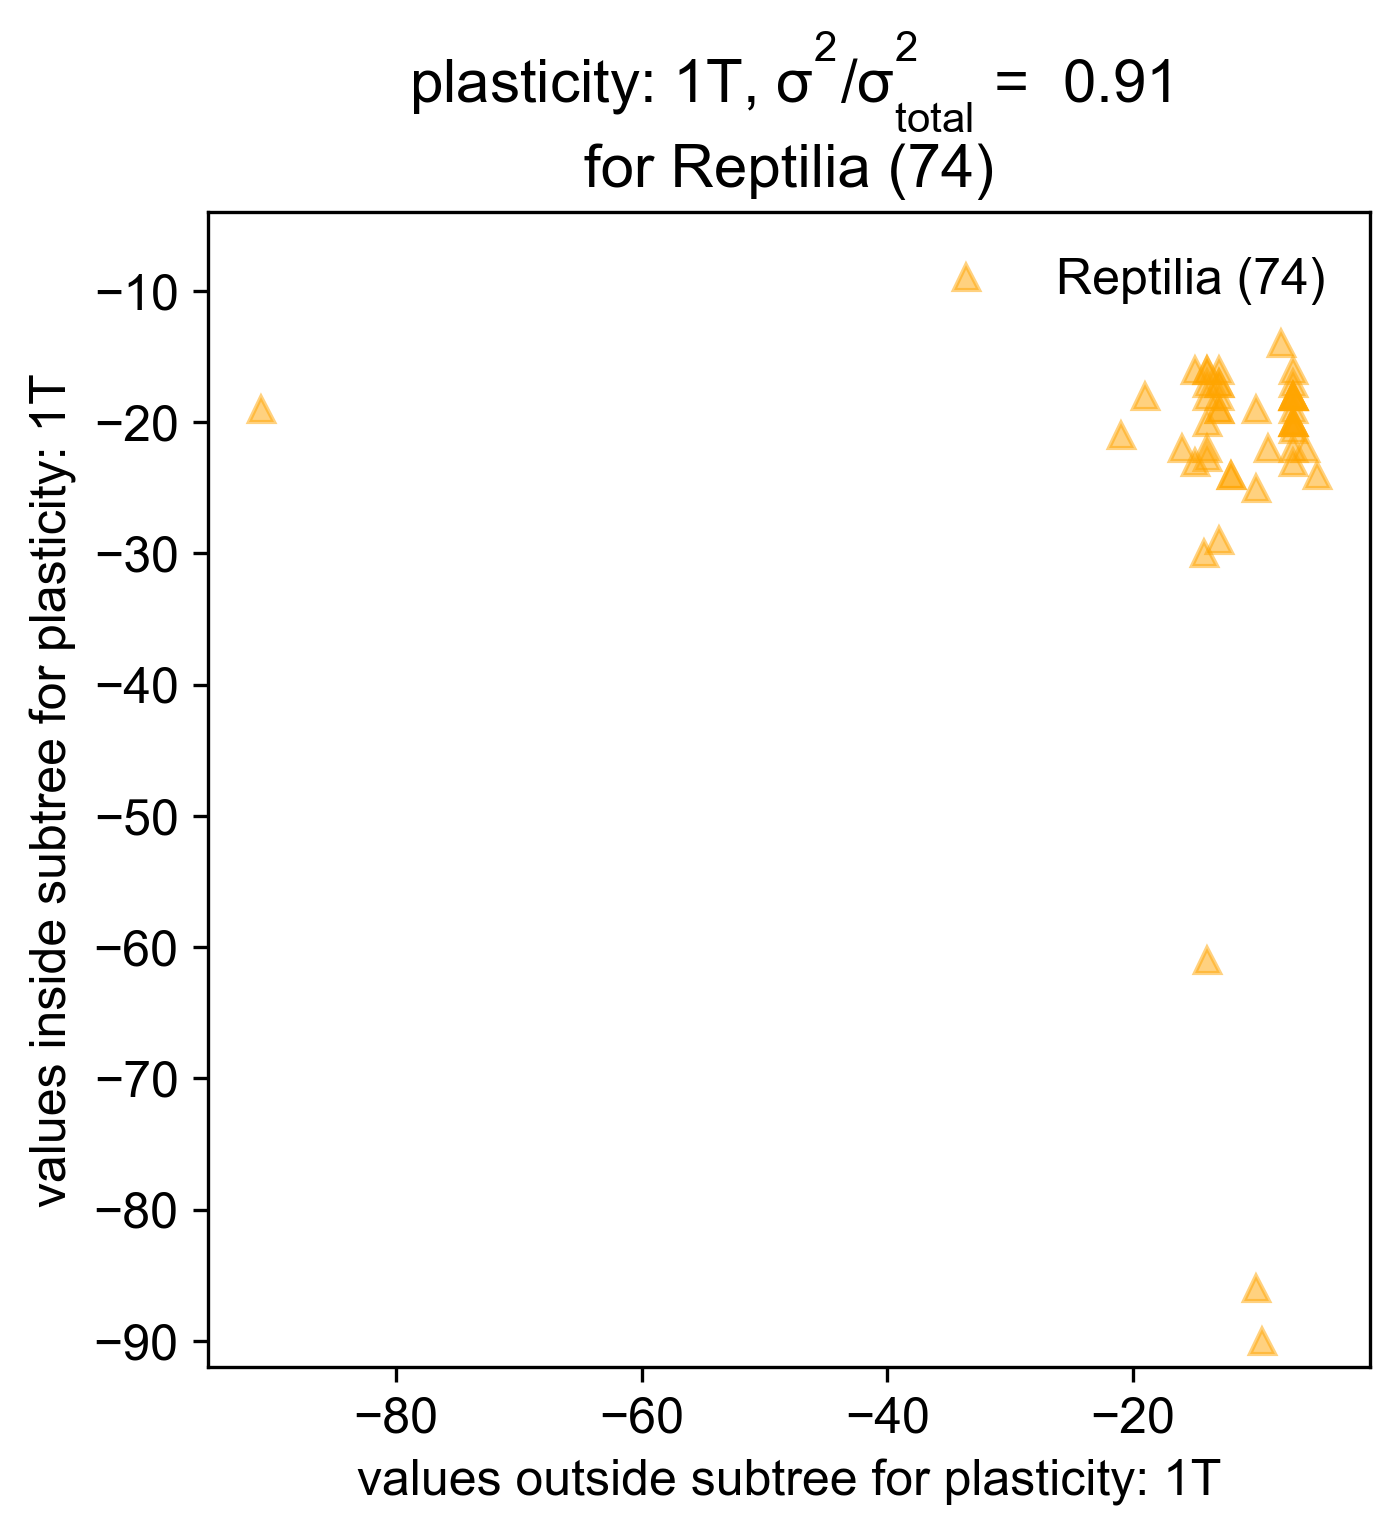 plasticity: 1T, σ²/σ²total = 0.91
for Reptilia (74)
Reptilia (74)
values inside subtree for plasticity: 1T
−10
−20
−30
−40
−50
−60
−70
−80
−90
−80 −60 −40 −20
values outside subtree for plasticity: 1T